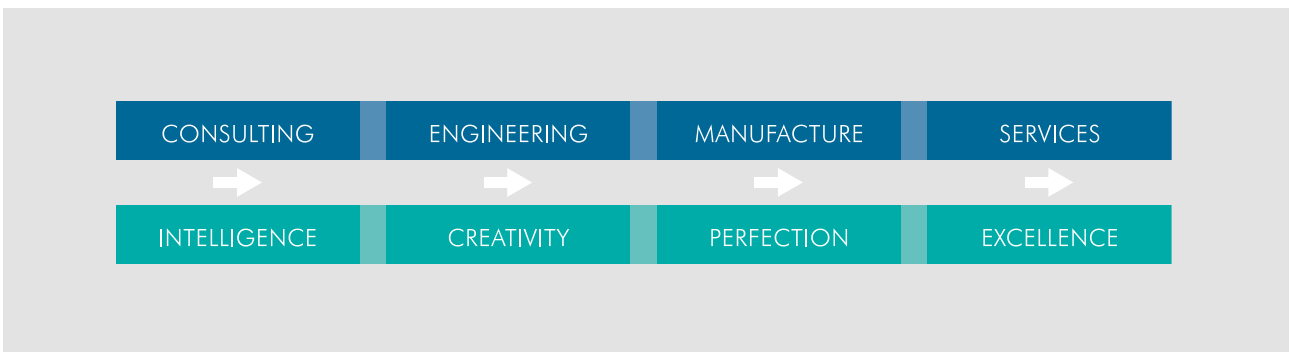 CONSULTING ENGINEERING MANUFACTURE SERVICES
INTELLIGENCE CREATIVITY PERFECTION EXCELLENCE